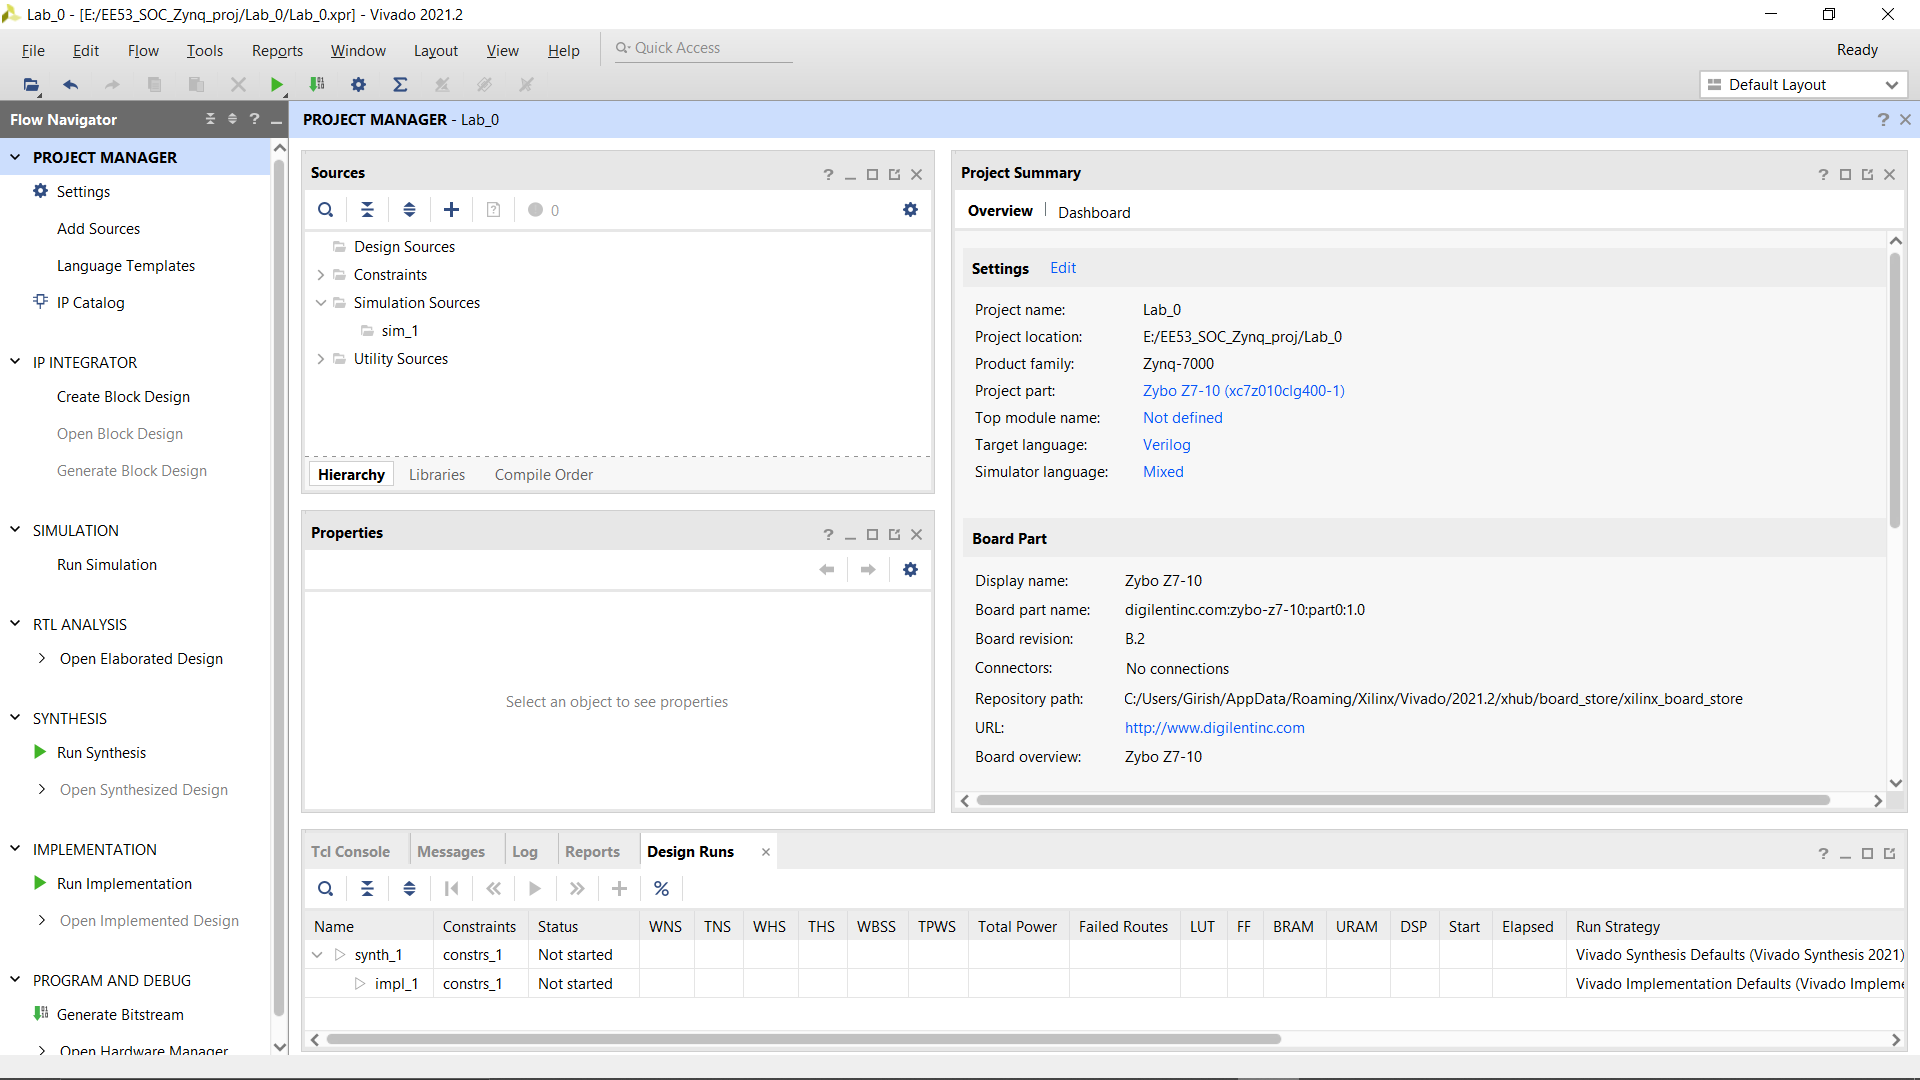 Lab_0 - [E:/EE53_SOC_Zynq_proj/Lab_0/Lab_0.xpr] - Vivado 2021.2
File Edit Flow Tools Reports Window Layout View Help Quick Access Ready
Default Layout
Flow Navigator
PROJECT MANAGER
Settings
Add Sources
Language Templates
IP Catalog
IP INTEGRATOR
Create Block Design
Open Block Design
Generate Block Design
SIMULATION
Run Simulation
RTL ANALYSIS
Open Elaborated Design
SYNTHESIS
Run Synthesis
Open Synthesized Design
IMPLEMENTATION
Run Implementation
Open Implemented Design
PROGRAM AND DEBUG
Generate Bitstream
Open Hardware Manager
PROJECT MANAGER - Lab_0
Sources
0
Design Sources
Constraints
Simulation Sources
sim_1
Utility Sources
Hierarchy Libraries Compile Order
Properties
Select an object to see properties
Project Summary
Overview Dashboard
Settings Edit
Project name: Lab_0
Project location: E:/EE53_SOC_Zynq_proj/Lab_0
Product family: Zynq-7000
Project part: Zybo Z7-10 (xc7z010clg400-1)
Top module name: Not defined
Target language: Verilog
Simulator language: Mixed
Board Part
Display name: Zybo Z7-10
Board part name: digilentinc.com:zybo-z7-10:part0:1.0
Board revision: B.2
Connectors: No connections
Repository path: C:/Users/Girish/AppData/Roaming/Xilinx/Vivado/2021.2/xhub/board_store/xilinx_board_store
URL: http://www.digilentinc.com
Board overview: Zybo Z7-10
Tcl Console Messages Log Reports Design Runs
Name Constraints Status WNS TNS WHS THS WBSS TPWS Total Power Failed Routes LUT FF BRAM URAM DSP Start Elapsed Run Strategy
synth_1 constrs_1 Not started Vivado Synthesis Defaults (Vivado Synthesis 2021)
impl_1 constrs_1 Not started Vivado Implementation Defaults (Vivado Impleme